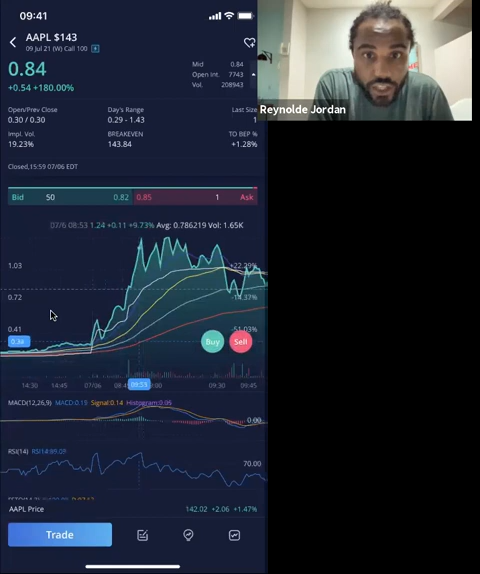 09:41
AAPL $143
09 Jul 21 (W) Call 100
0.84
+0.54 +180.00%
Mid 0.84
Open Int. 7743
Vol. 208943
Open/Prev Close Day's Range Last Size
0.30 / 0.30 0.29 - 1.43 1
Impl. Vol. BREAKEVEN TO BEP %
19.23% 143.84 +1.28%
Closed,15:59 07/06 EDT
Bid 50 0.82 0.85 1 Ask
07/6 08:53 1.24 +0.11 +9.73% Avg: 0.786219 Vol: 1.65K
1.03 +22.39%
0.72 -14.37%
0.41 -51.03%
0.36
Buy Sell
14:30 14:45 07/06 08:53 09:30 09:45
MACD(12,26,9) MACD:0.19 Signal:0.14 Histogram:0.05
0.00
RSI(14)
70.00
AAPL Price 142.02 +2.06 +1.47%
Trade
Reynolde Jordan